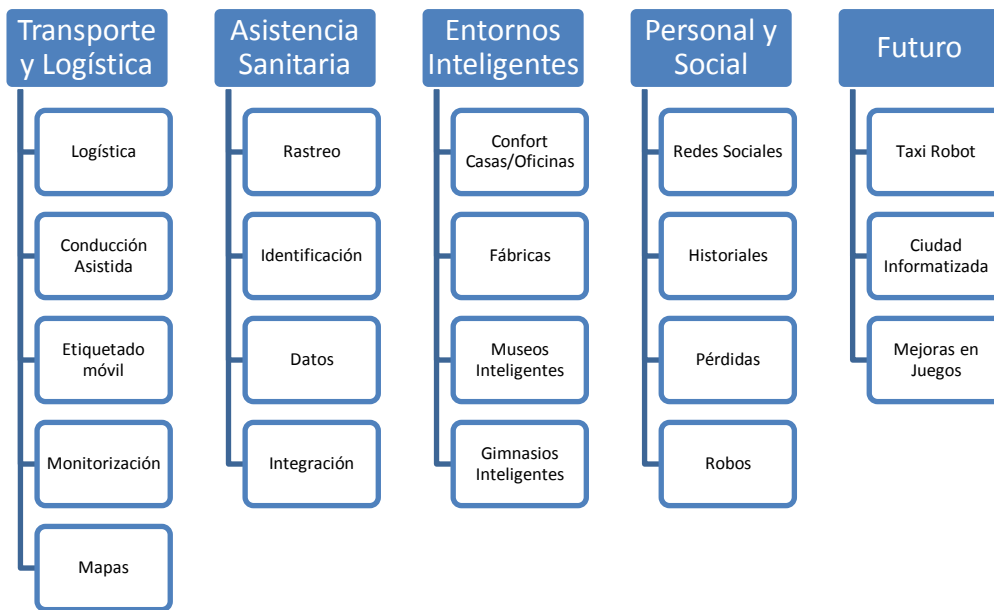 Transporte
y Logística
Logística
Conducción
Asistida
Etiquetado
móvil
Monitorización
Mapas
Asistencia
Sanitaria
Rastreo
Identificación
Datos
Integración
Entornos
Inteligentes
Confort
Casas/Oficinas
Fábricas
Museos
Inteligentes
Gimnasios
Inteligentes
Personal y
Social
Redes Sociales
Historiales
Pérdidas
Robos
Futuro
Taxi Robot
Ciudad
Informatizada
Mejoras en
Juegos